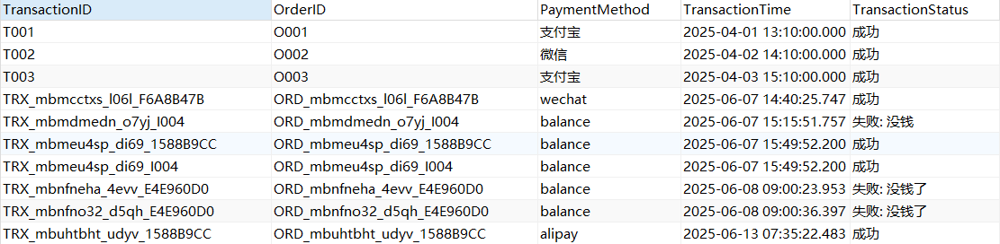 TransactionID OrderID PaymentMethod TransactionTime TransactionStatus
T001 O001 支付宝 2025-04-01 13:10:00.000 成功
T002 O002 微信 2025-04-02 14:10:00.000 成功
T003 O003 支付宝 2025-04-03 15:10:00.000 成功
TRX_mbmcctxs_l06l_F6A8B47B ORD_mbmcctxs_l06l_F6A8B47B wechat 2025-06-07 14:40:25.747 成功
TRX_mbmdmedn_o7yj_I004 ORD_mbmdmedn_o7yj_I004 balance 2025-06-07 15:15:51.757 失败: 没钱
TRX_mbmeu4sp_di69_1588B9CC ORD_mbmeu4sp_di69_1588B9CC balance 2025-06-07 15:49:52.200 成功
TRX_mbmeu4sp_di69_I004 ORD_mbmeu4sp_di69_I004 balance 2025-06-07 15:49:52.200 成功
TRX_mbnfneha_4evv_E4E960D0 ORD_mbnfneha_4evv_E4E960D0 balance 2025-06-08 09:00:23.953 失败: 没钱了
TRX_mbnfno32_d5qh_E4E960D0 ORD_mbnfno32_d5qh_E4E960D0 balance 2025-06-08 09:00:36.397 失败: 没钱了
TRX_mbuhtbht_udyv_1588B9CC ORD_mbuhtbht_udyv_1588B9CC alipay 2025-06-13 07:35:22.483 成功